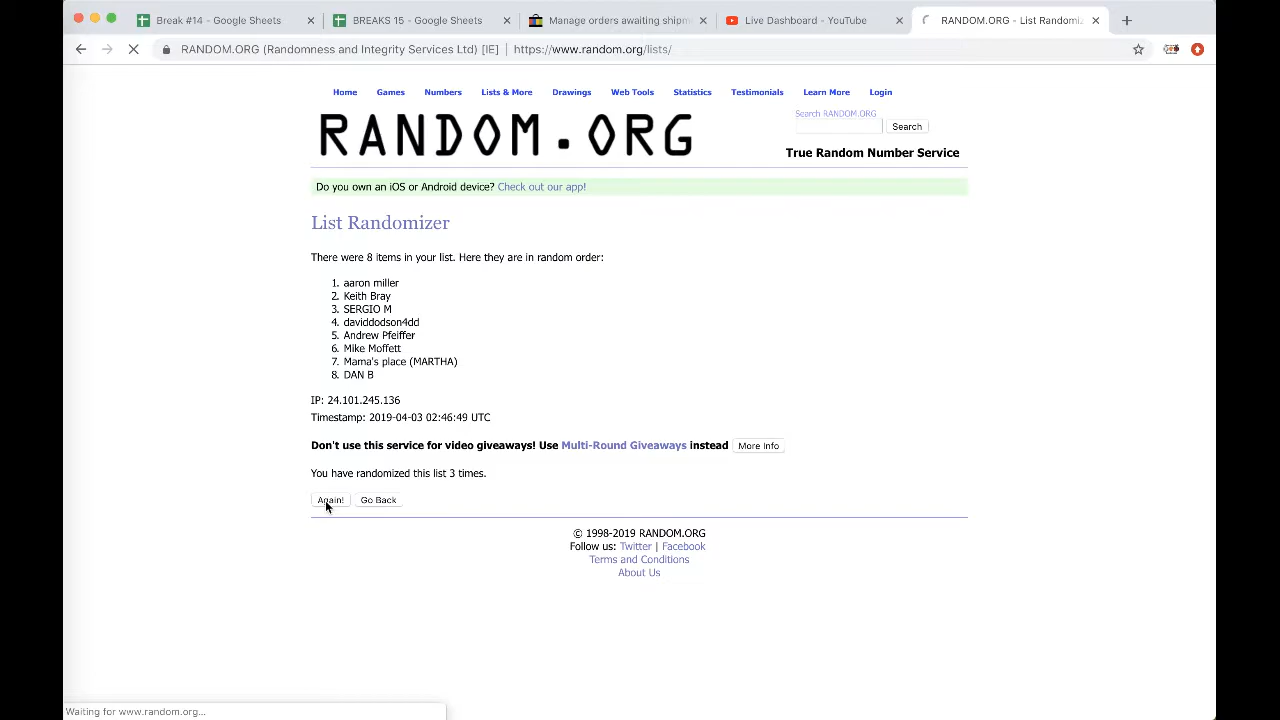 Break #14 - Google Sheets
BREAKS 15 - Google Sheets
Manage orders awaiting shipm
Live Dashboard - YouTube
RANDOM.ORG - List Randomiz
RANDOM.ORG (Randomness and Integrity Services Ltd) [IE] | https://www.random.org/lists/
Home Games Numbers Lists & More Drawings Web Tools Statistics Testimonials Learn More Login
RANDOM.ORG
Search RANDOM.ORG
Search
True Random Number Service
Do you own an iOS or Android device? Check out our app!
List Randomizer
There were 8 items in your list. Here they are in random order:
1. aaron miller
2. Keith Bray
3. SERGIO M
4. daviddodson4dd
5. Andrew Pfeiffer
6. Mike Moffett
7. Mama's place (MARTHA)
8. DAN B
IP: 24.101.245.136
Timestamp: 2019-04-03 02:46:49 UTC
Don't use this service for video giveaways! Use Multi-Round Giveaways instead More Info
You have randomized this list 3 times.
Again! Go Back
© 1998-2019 RANDOM.ORG
Follow us: Twitter | Facebook
Terms and Conditions
About Us
Waiting for www.random.org...